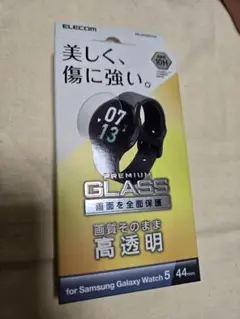 ELECOM
美しく、
傷に強い。
10H
07
13
PREMIUM
GLASS
画面を全面保護
画質そのまま
高透明
for Samsung Galaxy Watch 5 44mm